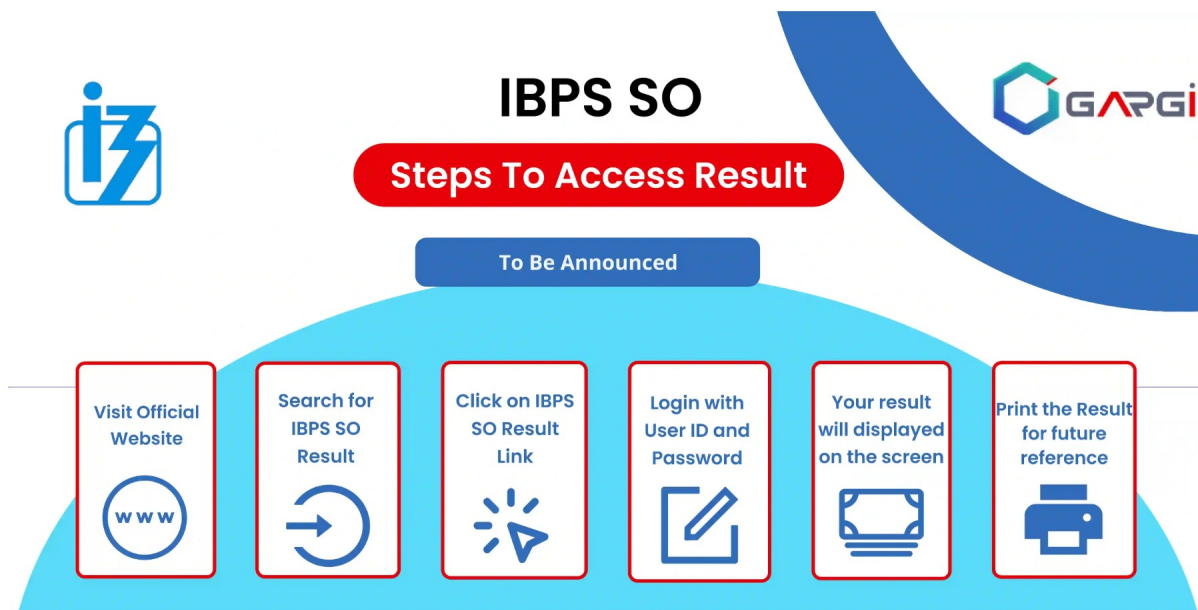 IBPS SO
GARGI
Steps To Access Result
To Be Announced
Visit Official
Website
www
Search for
IBPS SO
Result
Click on IBPS
SO Result
Link
Login with
User ID and
Password
Your result
will displayed
on the screen
Print the Result
for future
reference